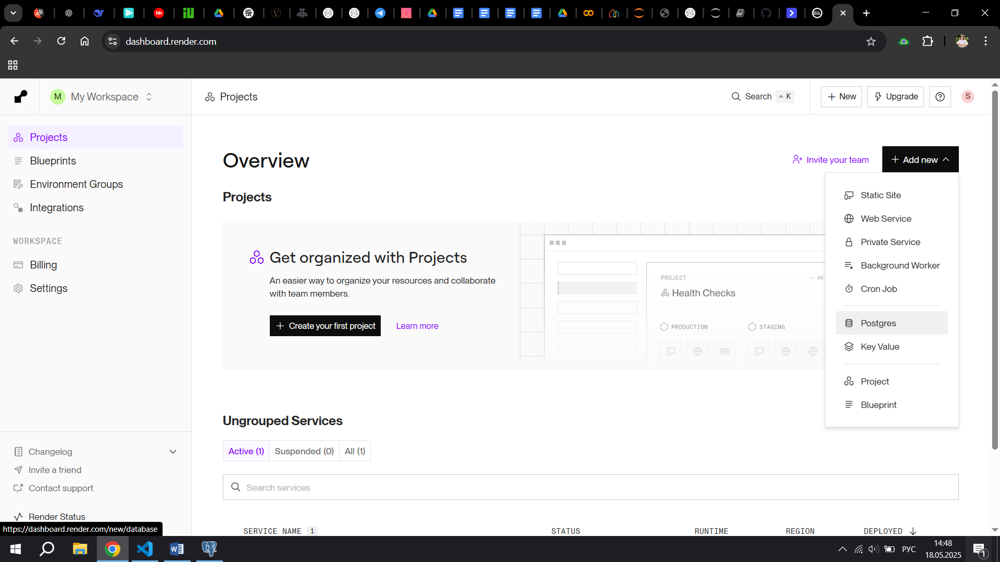 dashboard.render.com
M My Workspace
Projects
Search ^ K
+ New
Upgrade
S
Projects
Blueprints
Environment Groups
Integrations
WORKSPACE
Billing
Settings
Changelog
Invite a friend
Contact support
Render Status
https://dashboard.render.com/new/database
Overview
Invite your team
+ Add new
Static Site
Web Service
Private Service
Background Worker
Cron Job
Postgres
Key Value
Project
Blueprint
Projects
Get organized with Projects
An easier way to organize your resources and collaborate
with team members.
+ Create your first project
Learn more
PROJECT
All
Health Checks
PRODUCTION
STAGING
Ungrouped Services
Active (1)
Suspended (0)
All (1)
Search services
SERVICE NAME 1
STATUS
RUNTIME
REGION
DEPLOYED
РУС
14:48
18.05.2025
1